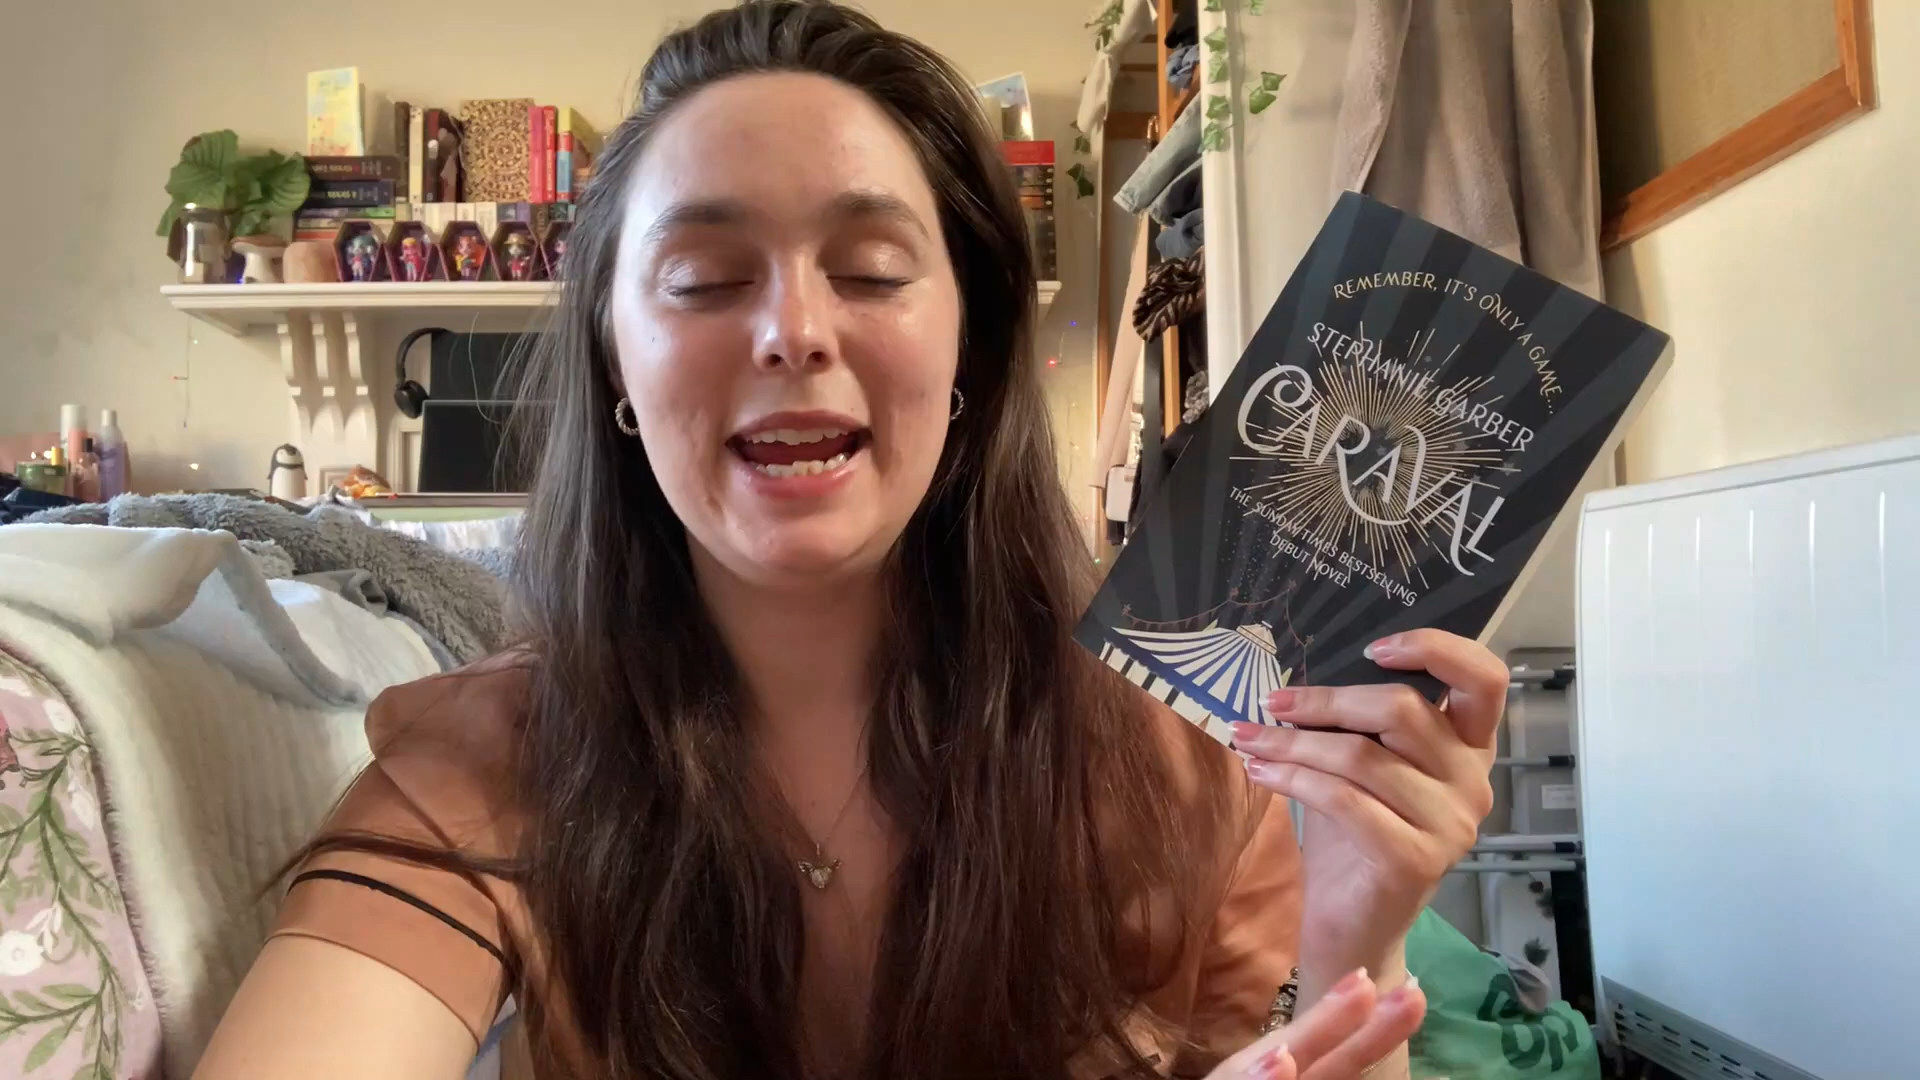 REMEMBER, IT'S ONLY A GAME...
STEPHANIE GARBER
CARAVAL
THE SUNDAY TIMES BESTSELLING
DEBUT NOVEL